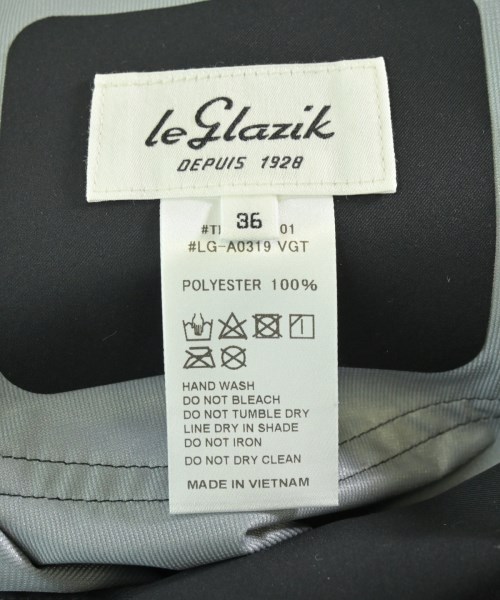 le Glazik
DEPUIS 1928
36
#T 01
#LG-A0319 VGT
POLYESTER 100%
HAND WASH
DO NOT BLEACH
DO NOT TUMBLE DRY
LINE DRY IN SHADE
DO NOT IRON
DO NOT DRY CLEAN
MADE IN VIETNAM